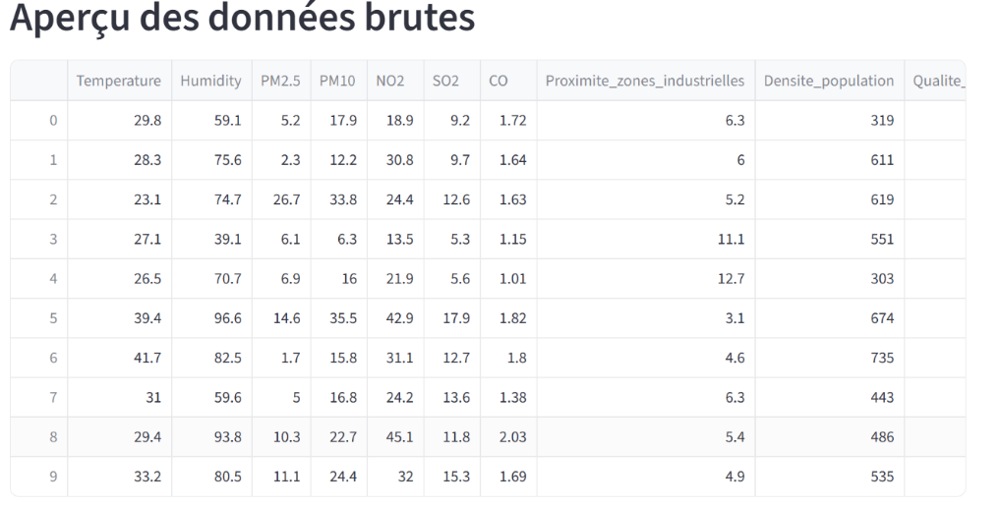 Aperçu des données brutes
Temperature Humidity PM2.5 PM10 NO2 SO2 CO Proximite_zones_industrielles Densite_population Qualite_
0 29.8 59.1 5.2 17.9 18.9 9.2 1.72 6.3 319
1 28.3 75.6 2.3 12.2 30.8 9.7 1.64 6 611
2 23.1 74.7 26.7 33.8 24.4 12.6 1.63 5.2 619
3 27.1 39.1 6.1 6.3 13.5 5.3 1.15 11.1 551
4 26.5 70.7 6.9 16 21.9 5.6 1.01 12.7 303
5 39.4 96.6 14.6 35.5 42.9 17.9 1.82 3.1 674
6 41.7 82.5 1.7 15.8 31.1 12.7 1.8 4.6 735
7 31 59.6 5 16.8 24.2 13.6 1.38 6.3 443
8 29.4 93.8 10.3 22.7 45.1 11.8 2.03 5.4 486
9 33.2 80.5 11.1 24.4 32 15.3 1.69 4.9 535